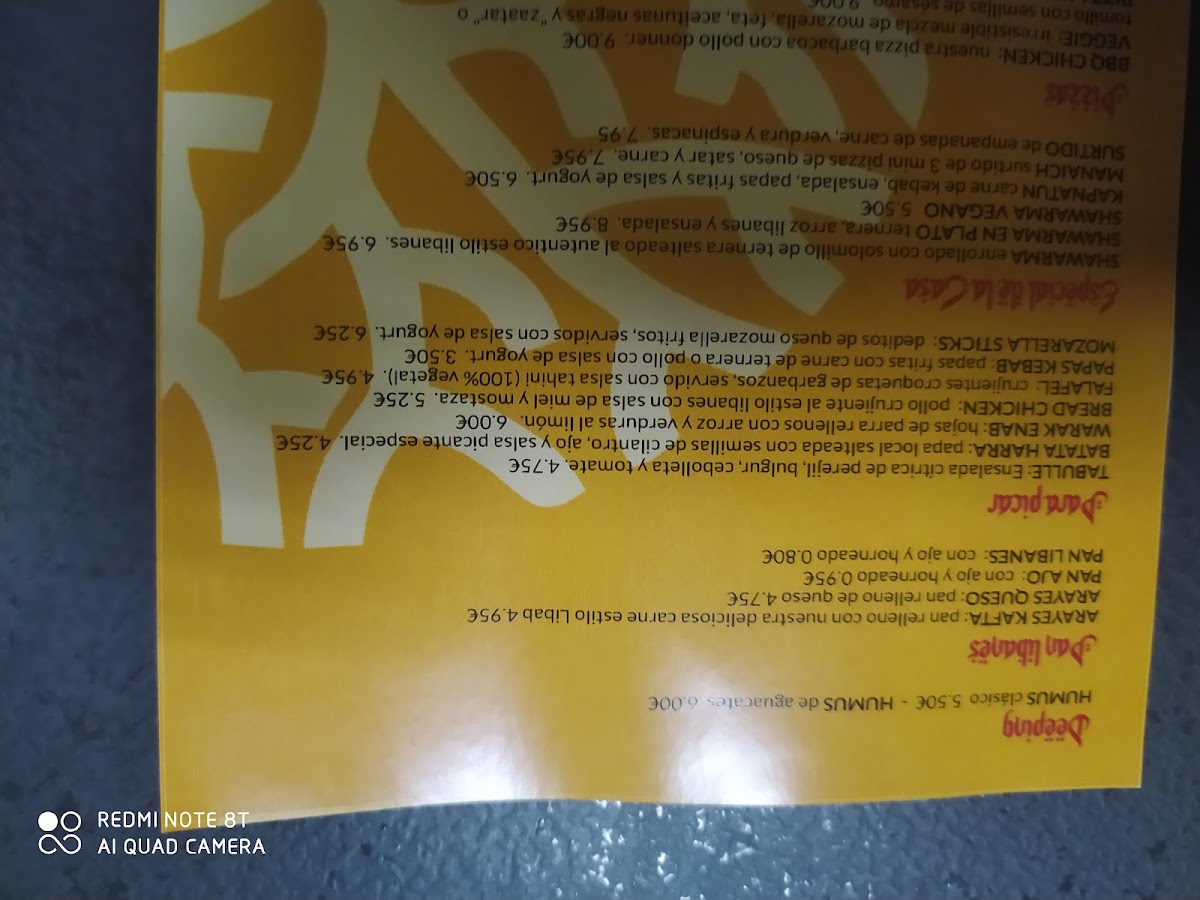 Dëëping
HUMUS clásico 5.50€ - HUMUS de aguacates 6.00€
Pan libanës
ARAYES KAFTA: pan relleno con nuestra deliciosa carne estilo Libab 4.95€
ARAYES QUESO: pan relleno de queso 4.75€
PAN AJO: con ajo y horneado 0.95€
PAN LIBANES: con ajo y horneado 0.80€
Para picar
TABULLE: Ensalada cítrica de perejil, bulgur, cebolleta y tomate. 4.75€
BATATA HARRA: papa local salteada con semillas de cilantro, ajo y salsa picante especial. 4.25€
WARAK ENAB: hojas de parra rellenos con arroz y verduras al limón. 6.00€
BREAD CHICKEN: pollo crujiente al estilo libanes con salsa de miel y mostaza. 5.25€
FALAFEL: crujientes croquetas de garbanzos, servido con salsa tahini (100% vegetal). 4.95€
PAPAS KEBAB: papas fritas con carne de ternera o pollo con salsa de yogurt. 3.50€
MOZARELLA STICKS: deditos de queso mozarella fritos, servidos con salsa de yogurt. 6.25€
Espëcial dë la Casa
SHAWARMA enrollado con solomillo de ternera salteado al autentico estilo libanes. 6.95€
SHAWARMA EN PLATO ternera, arroz libanes y ensalada. 8.95€
SHAWARMA VEGANO 5.50€
KAPNATUN carne de kebab, ensalada, papas fritas y salsa de yogurt. 6.50€
MANAICH surtido de 3 mini pizzas de queso, satar y carne. 7.95€
SURTIDO de empanadas de carne, verdura y espinacas. 7.95
Pizzas
BBQ CHICKEN: nuestra pizza barbacoa con pollo donner. 9.00€
VEGGIE: irresistible mezcla de mozarella, feta, aceitunas negras y "zaatar" o
tomillo con semillas de sésamo 9.00€
REDMI NOTE 8T
AI QUAD CAMERA